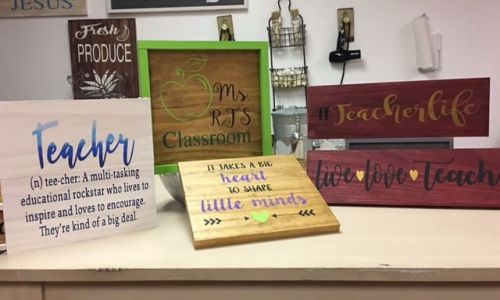 JESUS
Fresh
PRODUCE
Teacher
(n) tee-cher: A multi-tasking
educational rockstar who lives to
inspire and loves to encourage.
They're kind of a big deal.
Ms.
RJS
Classroom
IT TAKES A BIG
heart
TO SHAPE
little minds
#Teacherlife
live love teach